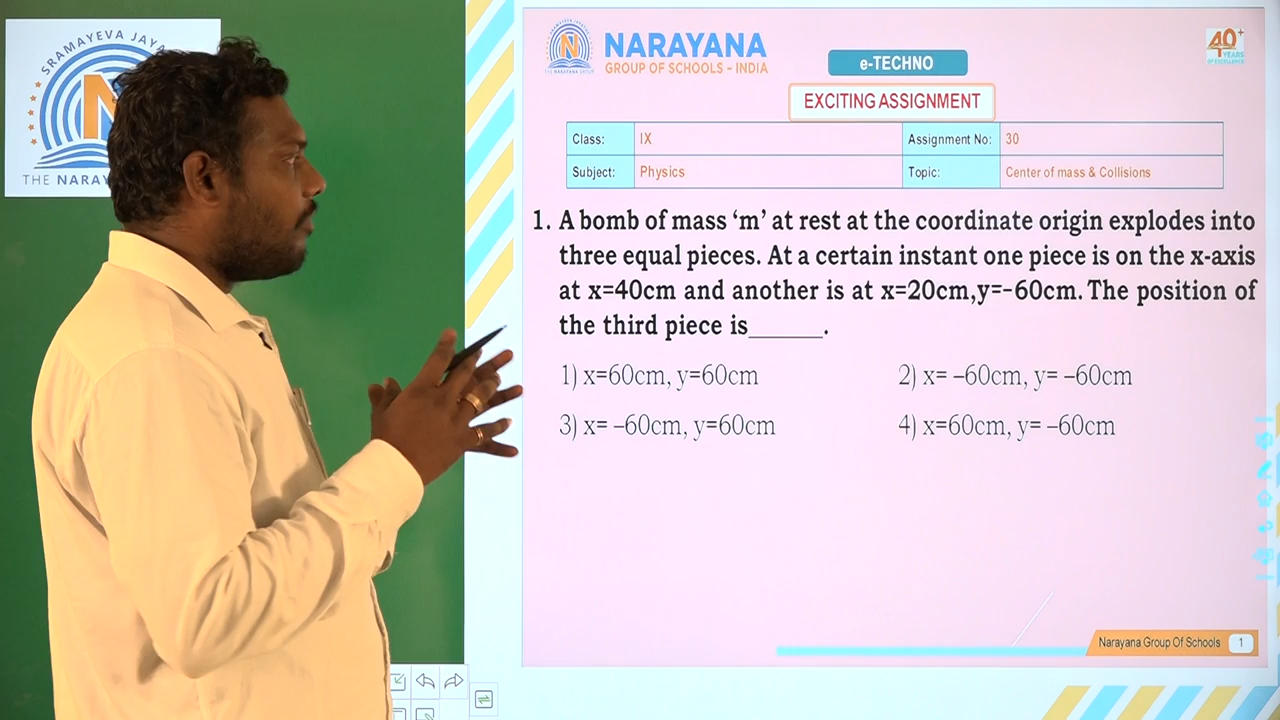 SRAMAYEVA JAYA
N
THE NARAY
N
NARAYANA
GROUP OF SCHOOLS – INDIA
e-TECHNO
40+
YEARS
OF EXCELLENCE
EXCITING ASSIGNMENT
Class: IX Assignment No: 30
Subject: Physics Topic: Center of mass & Collisions
1. A bomb of mass ‘m’ at rest at the coordinate origin explodes into
three equal pieces. At a certain instant one piece is on the x-axis
at x=40cm and another is at x=20cm,y=–60cm. The position of
the third piece is______.
1) x=60cm, y=60cm 2) x= –60cm, y= –60cm
3) x= –60cm, y=60cm 4) x=60cm, y= –60cm
Narayana Group Of Schools 1